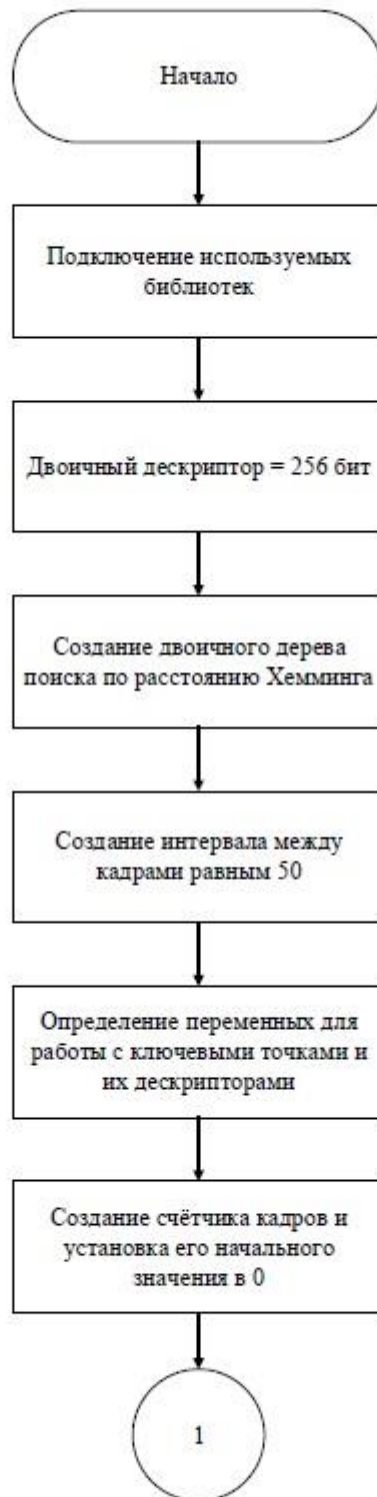 Начало
Подключение используемых
библиотек
Двоичный дескриптор = 256 бит
Создание двоичного дерева
поиска по расстоянию Хемминга
Создание интервала между
кадрами равным 50
Определение переменных для
работы с ключевыми точками и
их дескрипторами
Создание счётчика кадров и
установка его начального
значения в 0
1